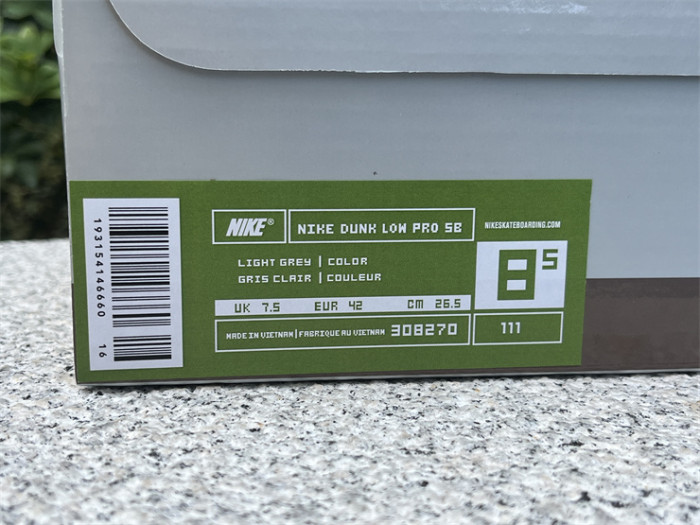 193154146660 16
NIKE®
NIKE DUNK LOW PRO SB
NIKESKATEBOARDING.COM
LIGHT GREY | COLOR
GRIS CLAIR | COULEUR
8 5
UK 7.5 EUR 42 CM 26.5
MADE IN VIETNAM | FABRIQUE AU VIETNAM 308270
111